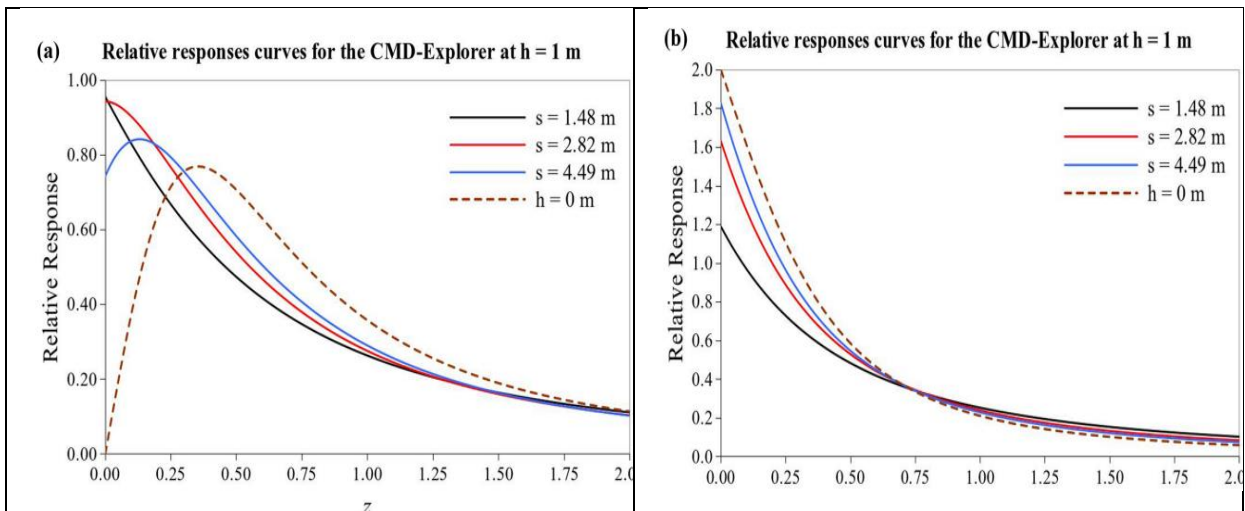 (a) Relative responses curves for the CMD-Explorer at h = 1 m
1.00
0.80
0.60
0.40
0.20
0.00
Relative Response
s = 1.48 m
s = 2.82 m
s = 4.49 m
h = 0 m
0.00 0.25 0.50 0.75 1.00 1.25 1.50 1.75 2.0
z
(b) Relative responses curves for the CMD-Explorer at h = 1 m
2.0
1.8
1.6
1.4
1.2
1.0
0.8
0.6
0.4
0.2
0.0
Relative Response
s = 1.48 m
s = 2.82 m
s = 4.49 m
h = 0 m
0.00 0.25 0.50 0.75 1.00 1.25 1.50 1.75 2.0